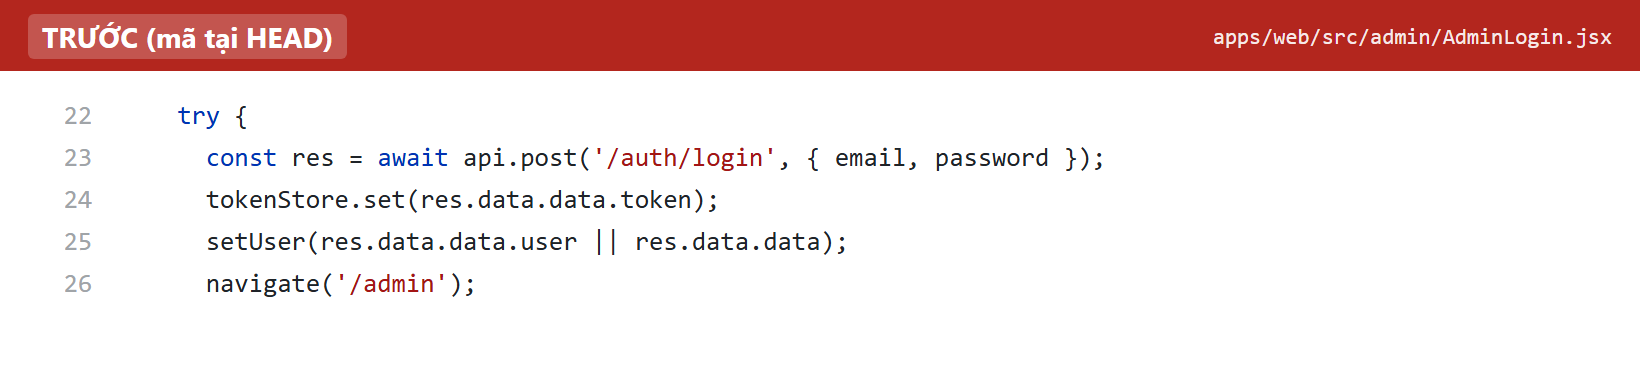 TRƯỚC (mã tại HEAD)
apps/web/src/admin/AdminLogin.jsx
22 try {
23 const res = await api.post('/auth/login', { email, password });
24 tokenStore.set(res.data.data.token);
25 setUser(res.data.data.user || res.data.data);
26 navigate('/admin');